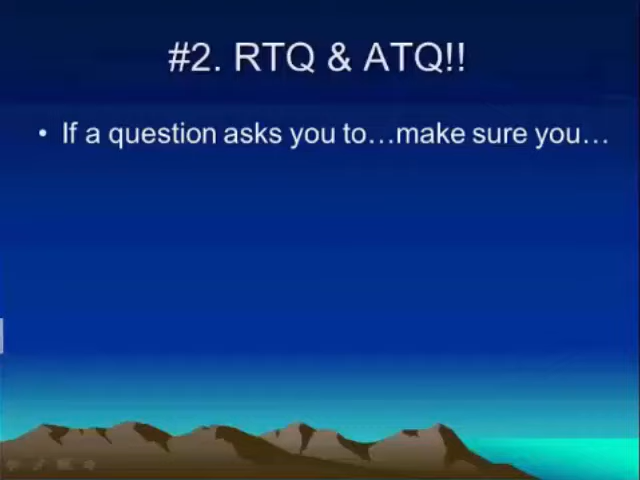 #2. RTQ & ATQ!!
• If a question asks you to…make sure you…